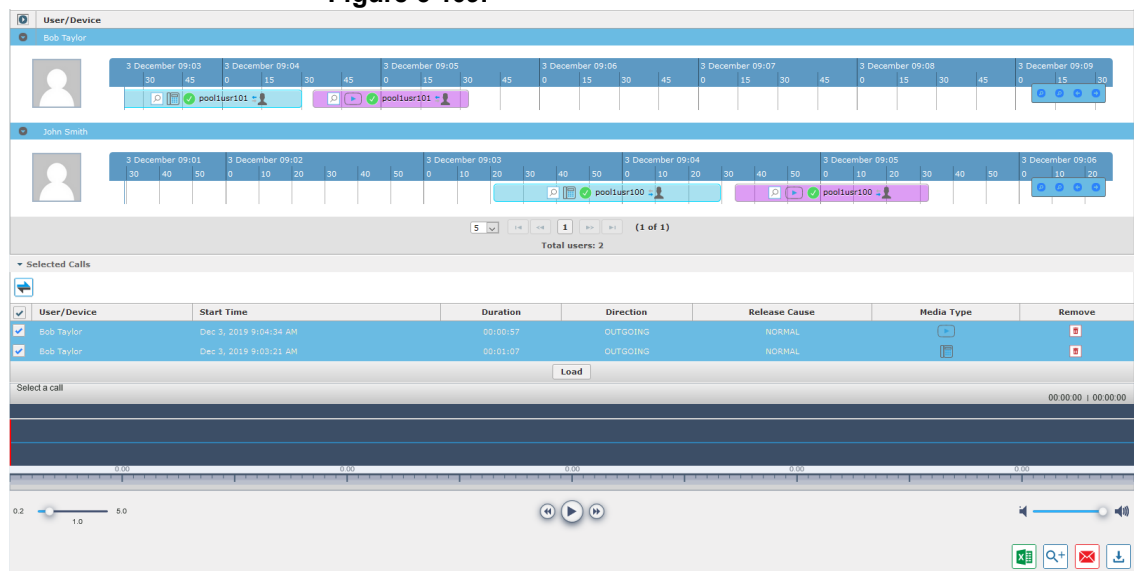 User/Device
Bob Taylor
3 December 09:03 3 December 09:04 3 December 09:05 3 December 09:06 3 December 09:07 3 December 09:08 3 December 09:09
30 45 0 15 30 45 0 15 30 45 0 15 30 45 0 15 30 45 0 15 30 45 0 15 30
pool1usr101 pool1usr101
John Smith
3 December 09:01 3 December 09:02 3 December 09:03 3 December 09:04 3 December 09:05 3 December 09:06
30 40 50 0 10 20 30 40 50 0 10 20 30 40 50 0 10 20 30 40 50 0 10 20 30 40 50 0 10 20
pool1usr100 pool1usr100
5 1 (1 of 1)
Total users: 2
Selected Calls
User/Device Start Time Duration Direction Release Cause Media Type Remove
Bob Taylor Dec 3, 2019 9:04:34 AM 00:00:57 OUTGOING NORMAL
Bob Taylor Dec 3, 2019 9:03:21 AM 00:01:07 OUTGOING NORMAL
Load
Select a call
00:00:00 | 00:00:00
0.00 0.00 0.00 0.00 0.00
0.2 5.0
1.0